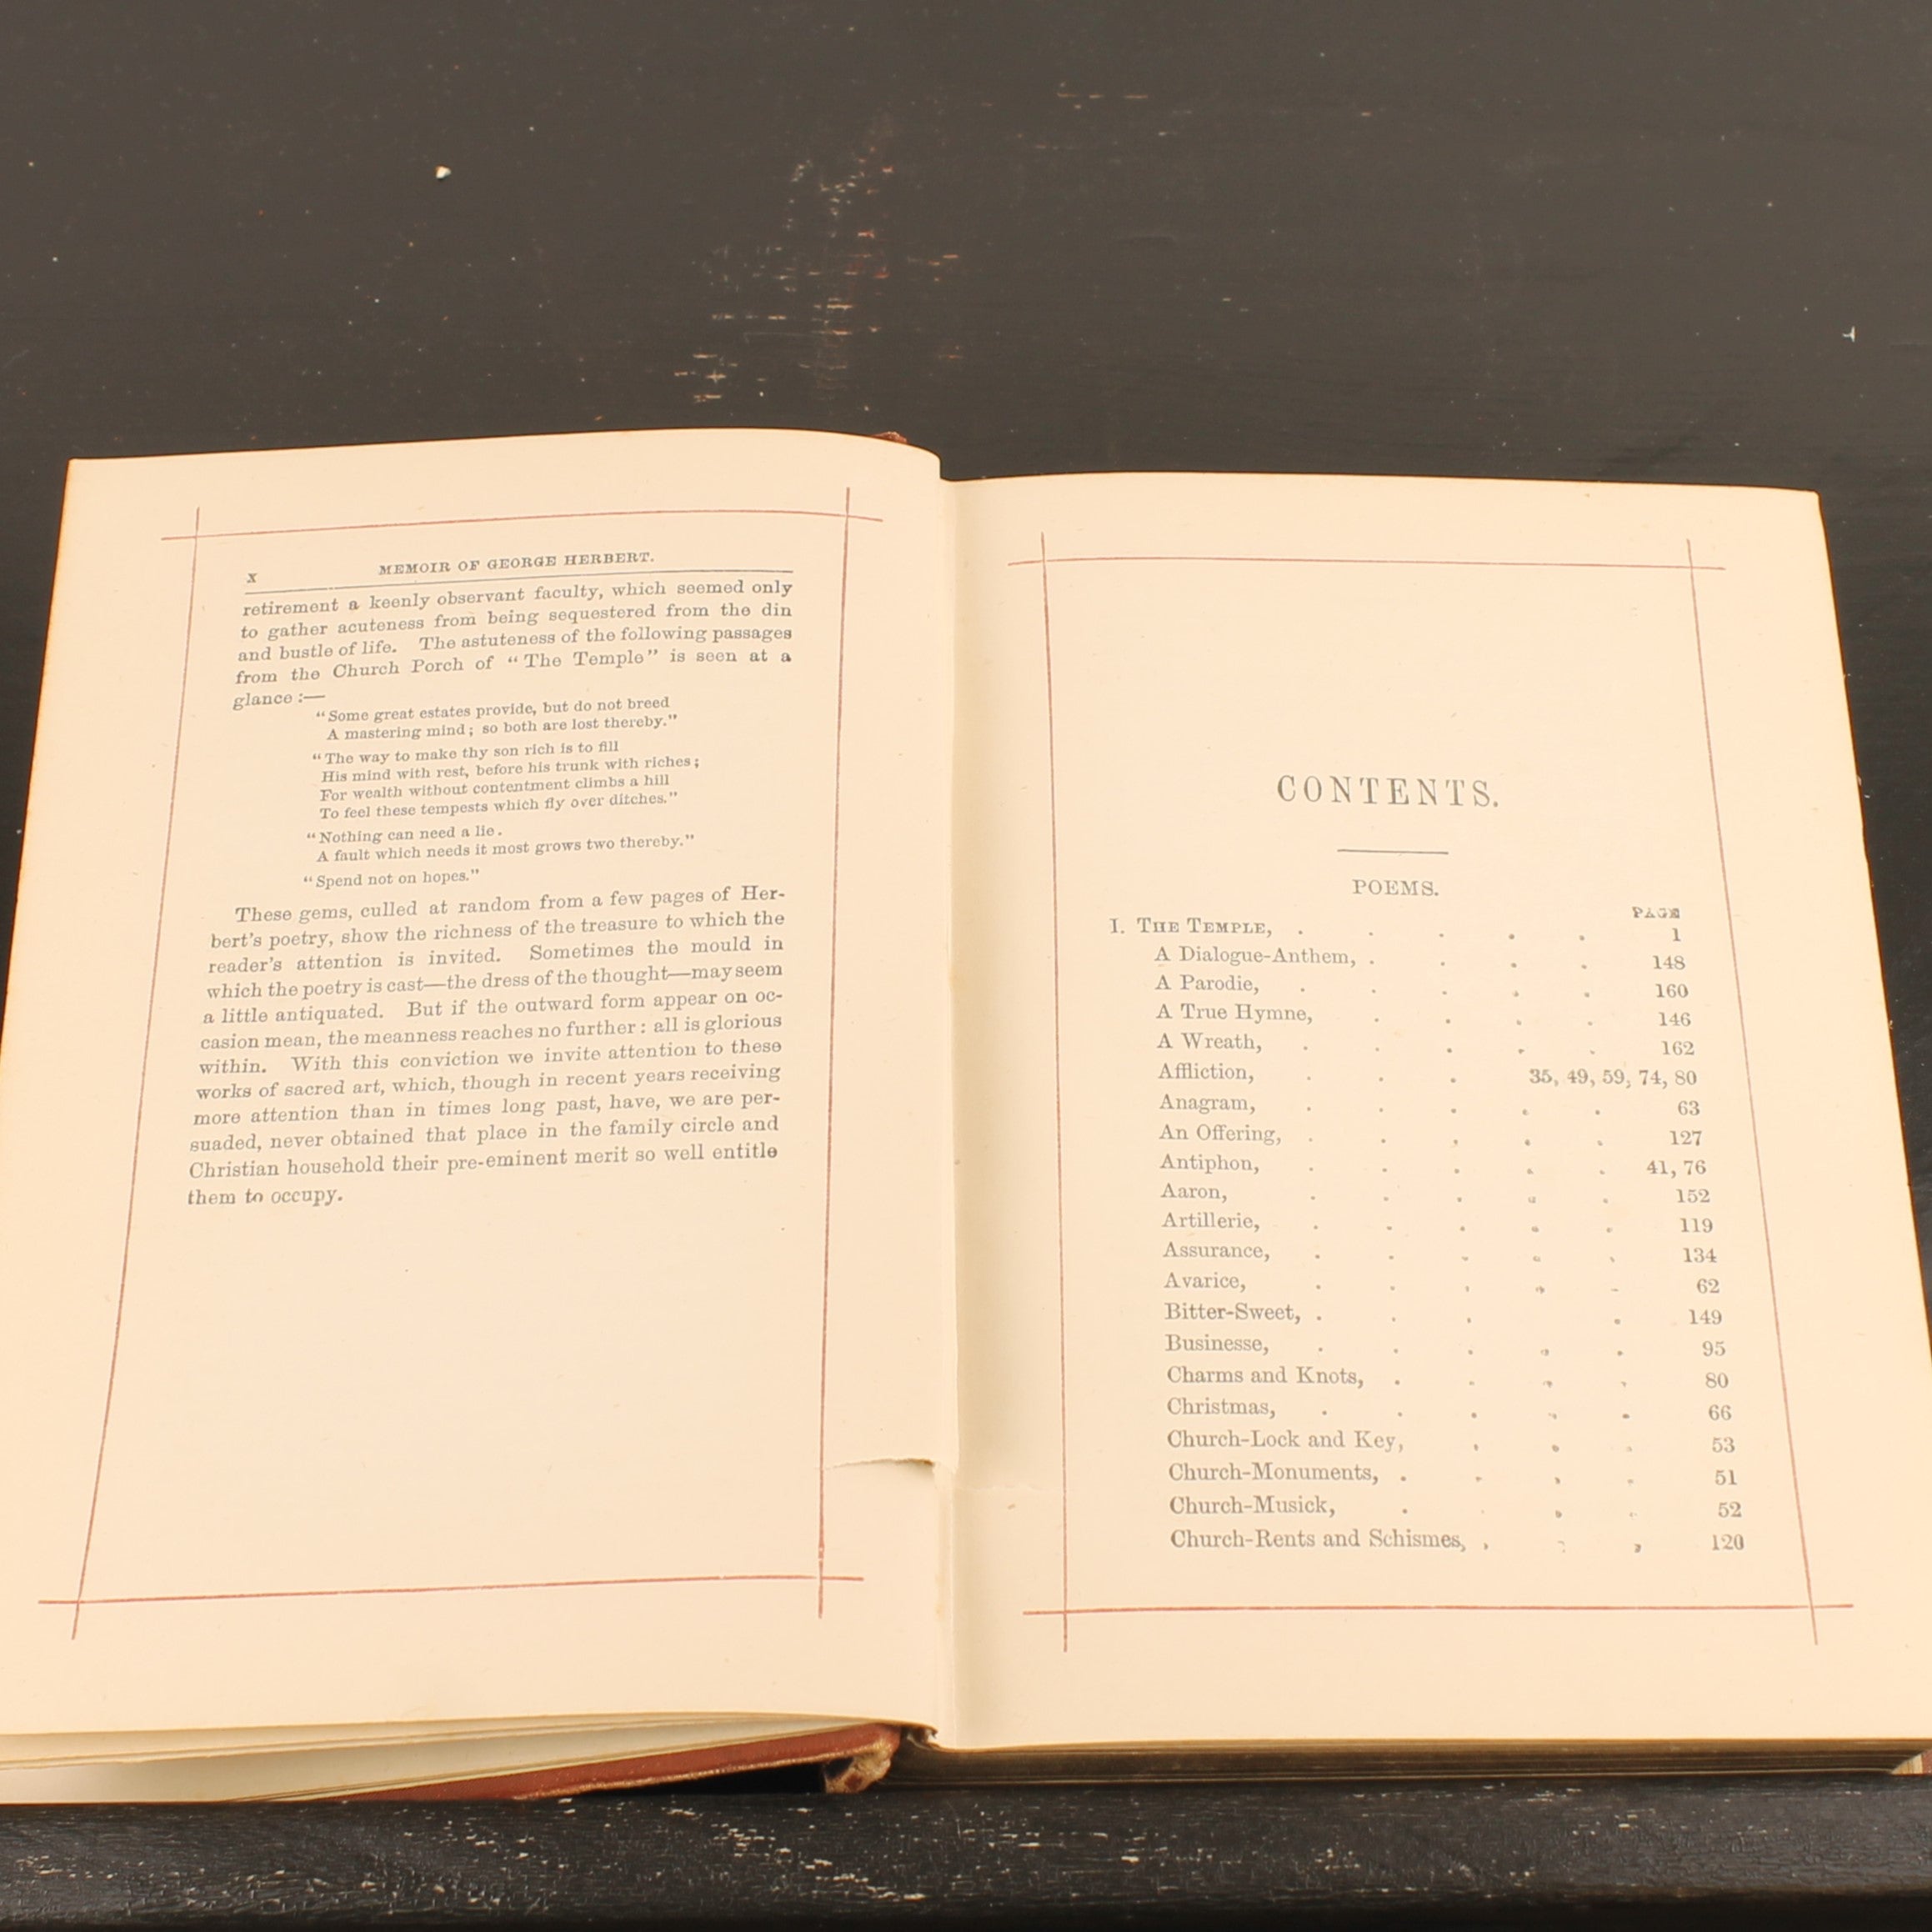 x MEMOIR OF GEORGE HERBERT.
retirement a keenly observant faculty, which seemed only
to gather acuteness from being sequestered from the din
and bustle of life. The astuteness of the following passages
from the Church Porch of “The Temple” is seen at a
glance :—
“Some great estates provide, but do not breed
A mastering mind; so both are lost thereby.”
“The way to make thy son rich is to fill
His mind with rest, before his trunk with riches;
For wealth without contentment climbs a hill
To feel these tempests which fly over ditches.”
“Nothing can need a lie.
A fault which needs it most grows two thereby.”
“Spend not on hopes.”
These gems, culled at random from a few pages of Her-
bert's poetry, show the richness of the treasure to which the
reader's attention is invited. Sometimes the mould in
which the poetry is cast—the dress of the thought—may seem
a little antiquated. But if the outward form appear on oc-
casion mean, the meanness reaches no further: all is glorious
within. With this conviction we invite attention to these
works of sacred art, which, though in recent years receiving
more attention than in times long past, have, we are per-
suaded, never obtained that place in the family circle and
Christian household their pre-eminent merit so well entitle
them to occupy.
CONTENTS.
POEMS.
PAGE
I. THE TEMPLE, . . . . . 1
A Dialogue-Anthem, . . . . 148
A Parodie, . . . . . 160
A True Hymne, . . . . 146
A Wreath, . . . . . 162
Affliction, . . . 35, 49, 59, 74, 80
Anagram, . . . . . 63
An Offering, . . . . . 127
Antiphon, . . . . . 41, 76
Aaron, . . . . . 152
Artillerie, . . . . . 119
Assurance, . . . . . 134
Avarice, . . . . . 62
Bitter-Sweet, . . . . 149
Businesse, . . . . . 95
Charms and Knots, . . . . 80
Christmas, . . . . . 66
Church-Lock and Key, . . . 53
Church-Monuments, . . . . 51
Church-Musick, . . . . 52
Church-Rents and Schismes, . . . 120